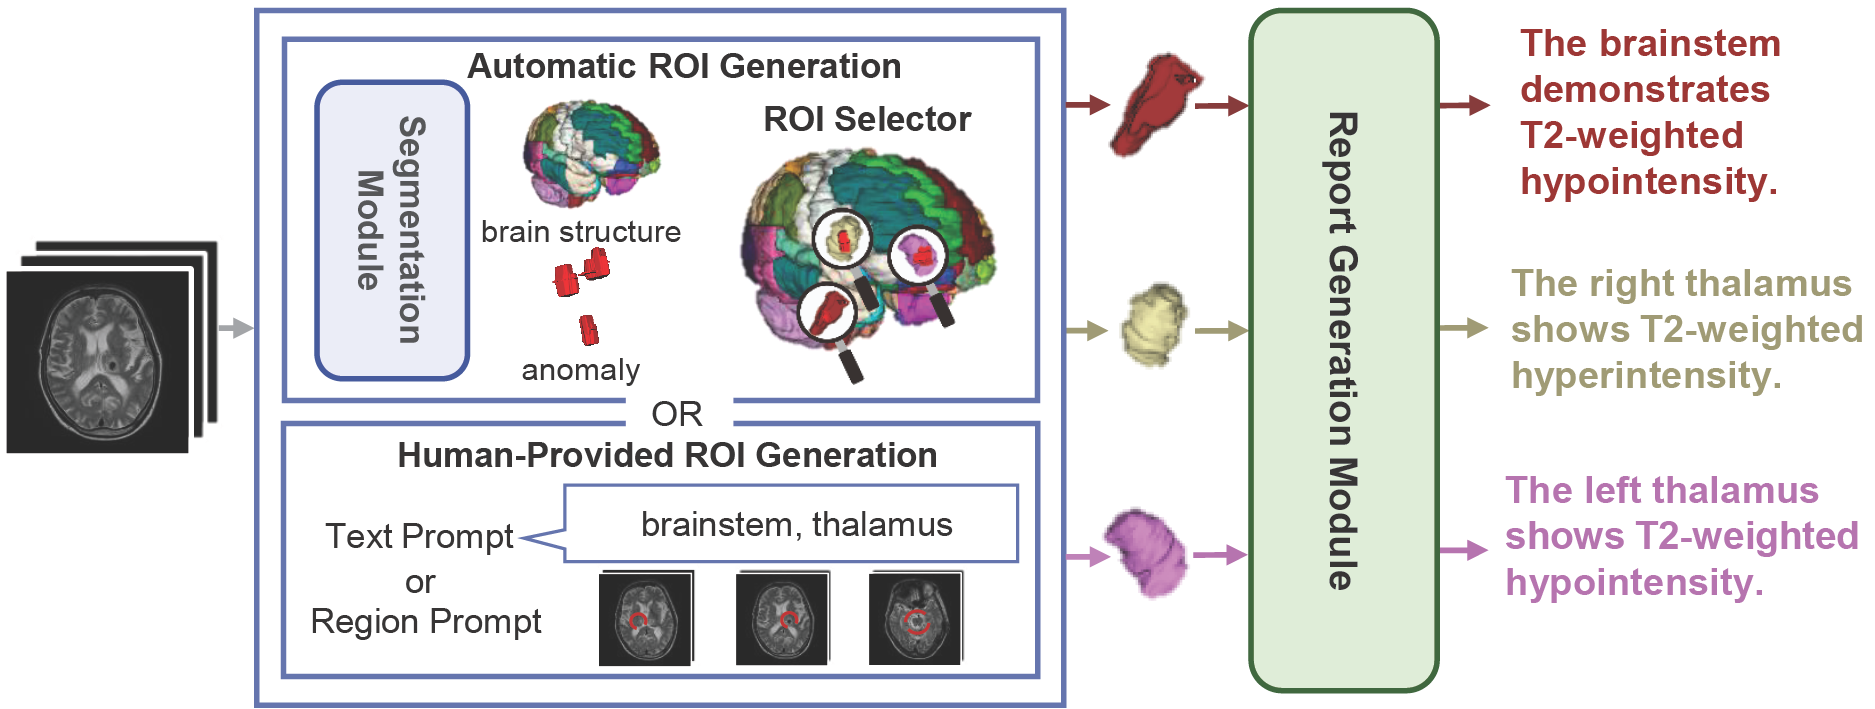 Automatic ROI Generation
Segmentation
Module
brain structure
anomaly
ROI Selector
OR
Human-Provided ROI Generation
Text Prompt
or
Region Prompt
brainstem, thalamus
Report Generation Module
The brainstem
demonstrates
T2-weighted
hypointensity.
The right thalamus
shows T2-weighted
hyperintensity.
The left thalamus
shows T2-weighted
hypointensity.